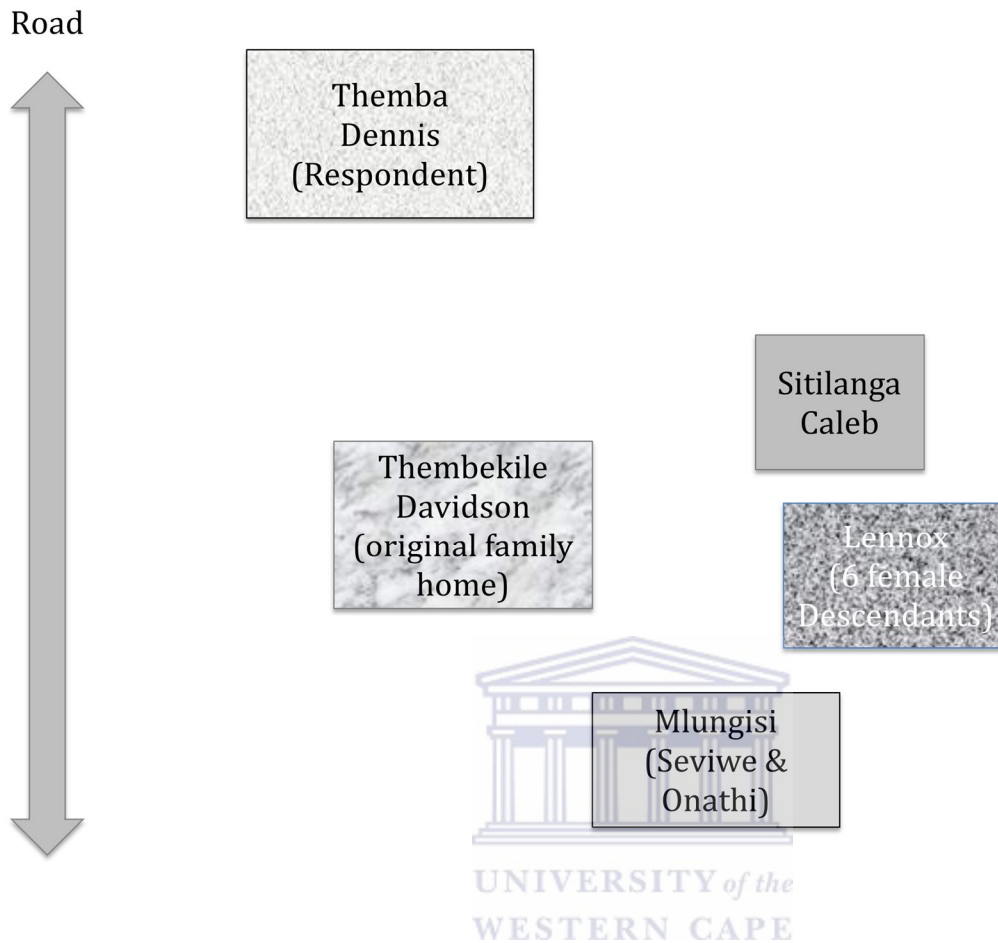 Road
Themba
Dennis
(Respondent)
Sitilanga
Caleb
Thembekile
Davidson
(original family
home)
Lennox
(6 female
Descendants)
Mlungisi
(Seviwe &
Onathi)
UNIVERSITY of the
WESTERN CAPE